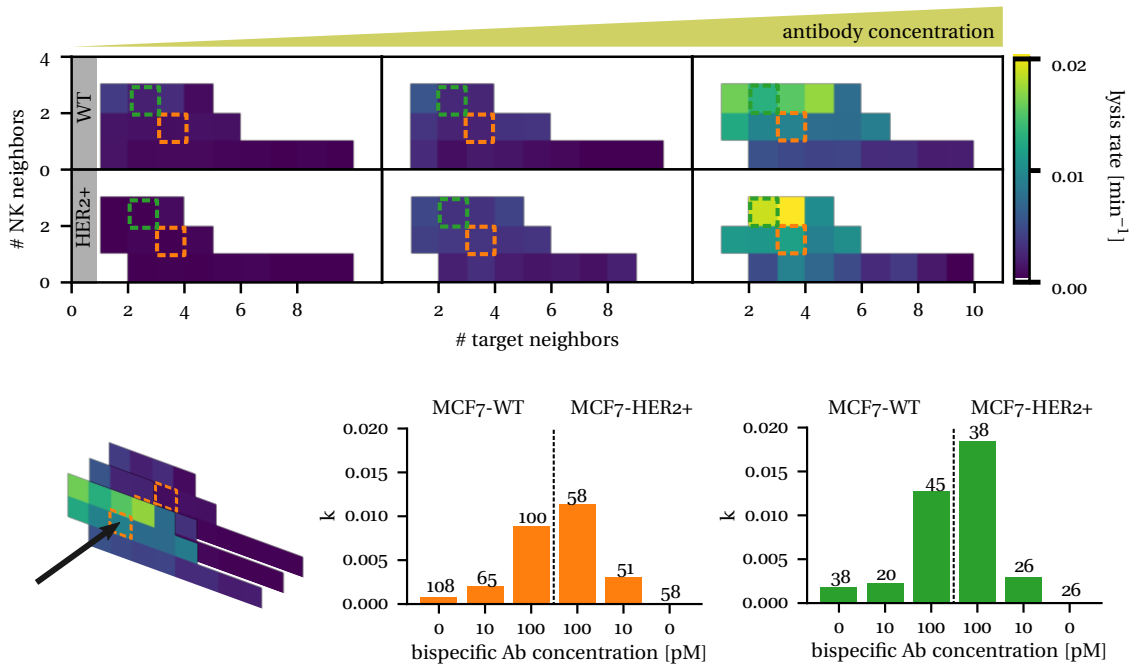 antibody concentration
4
2
0
2
0
# NK neighbors
WT
HER2+
0 2 4 6 8 2 4 6 8 2 4 6 8 10
# target neighbors
0.02
0.01
0.00
lysis rate [min⁻¹]
MCF7-WT MCF7-HER2+
0.020
0.015
0.010
0.005
0.000
k
108 65 100 58 51 58
0 10 100 100 10 0
bispecific Ab concentration [pM]
MCF7-WT MCF7-HER2+
0.020
0.015
0.010
0.005
0.000
k
38 20 45 38 26 26
0 10 100 100 10 0
bispecific Ab concentration [pM]